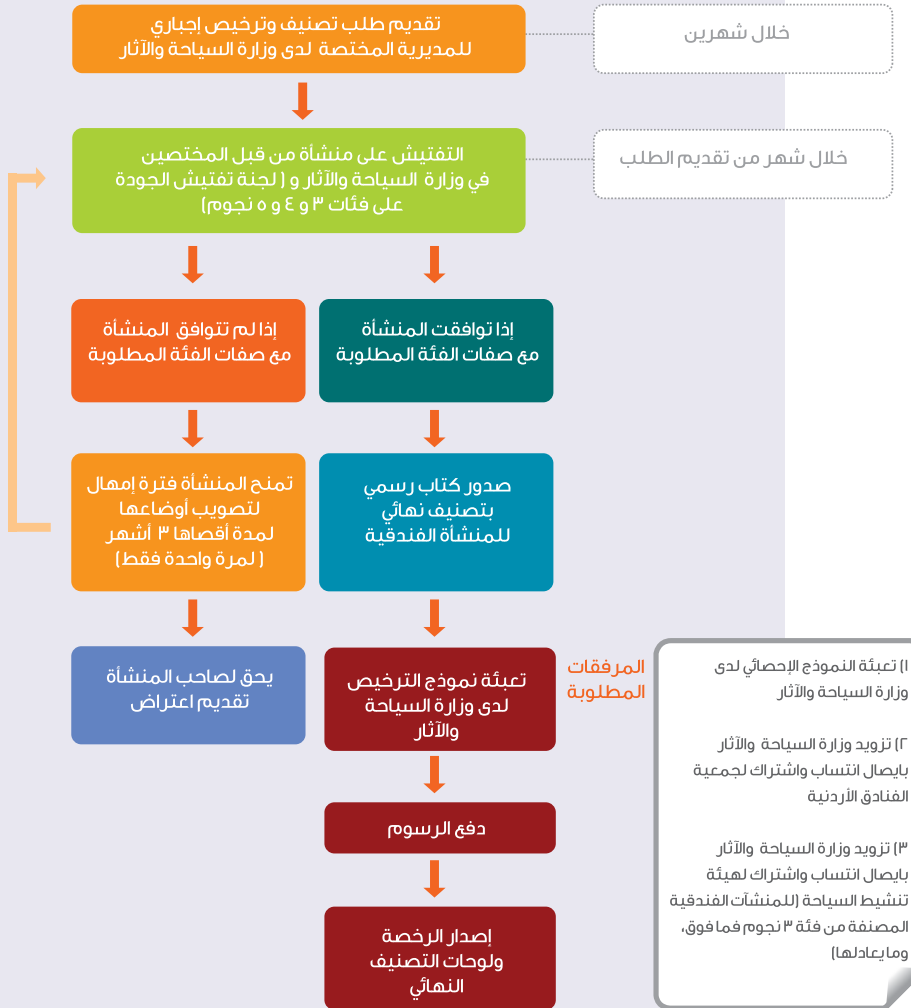 تقديم طلب تصنيف وترخيص إجباري
للمديرية المختصة لدى وزارة السياحة والآثار
خلال شهرين
التفتيش على منشأة من قبل المختصين
في وزارة السياحة والآثار و ( لجنة تفتيش الجودة
على فئات ٣ و ٤ و ٥ نجوم)
خلال شهر من تقديم الطلب
إذا توافقت المنشأة
مع صفات الفئة المطلوبة
إذا لم تتوافق المنشأة
مع صفات الفئة المطلوبة
صدور كتاب رسمي
بتصنيف نهائي
للمنشأة الفندقية
تمنح المنشأة فترة إمهال
لتصويب أوضاعها
لمدة أقصاها ٣ أشهر
( لمرة واحدة فقط)
تعبئة نموذج الترخيص
لدى وزارة السياحة
والآثار
يحق لصاحب المنشأة
تقديم اعتراض
المرفقات
المطلوبة
١) تعبئة النموذج الإحصائي لدى
وزارة السياحة والآثار
٢) تزويد وزارة السياحة والآثار
بايصال انتساب واشتراك لجمعية
الفنادق الأردنية
٣) تزويد وزارة السياحة والآثار
بايصال انتساب واشتراك لهيئة
تنشيط السياحة (للمنشآت الفندقية
المصنفة من فئة ٣ نجوم فما فوق،
وما يعادلها)
دفع الرسوم
إصدار الرخصة
ولوحات التصنيف
النهائي